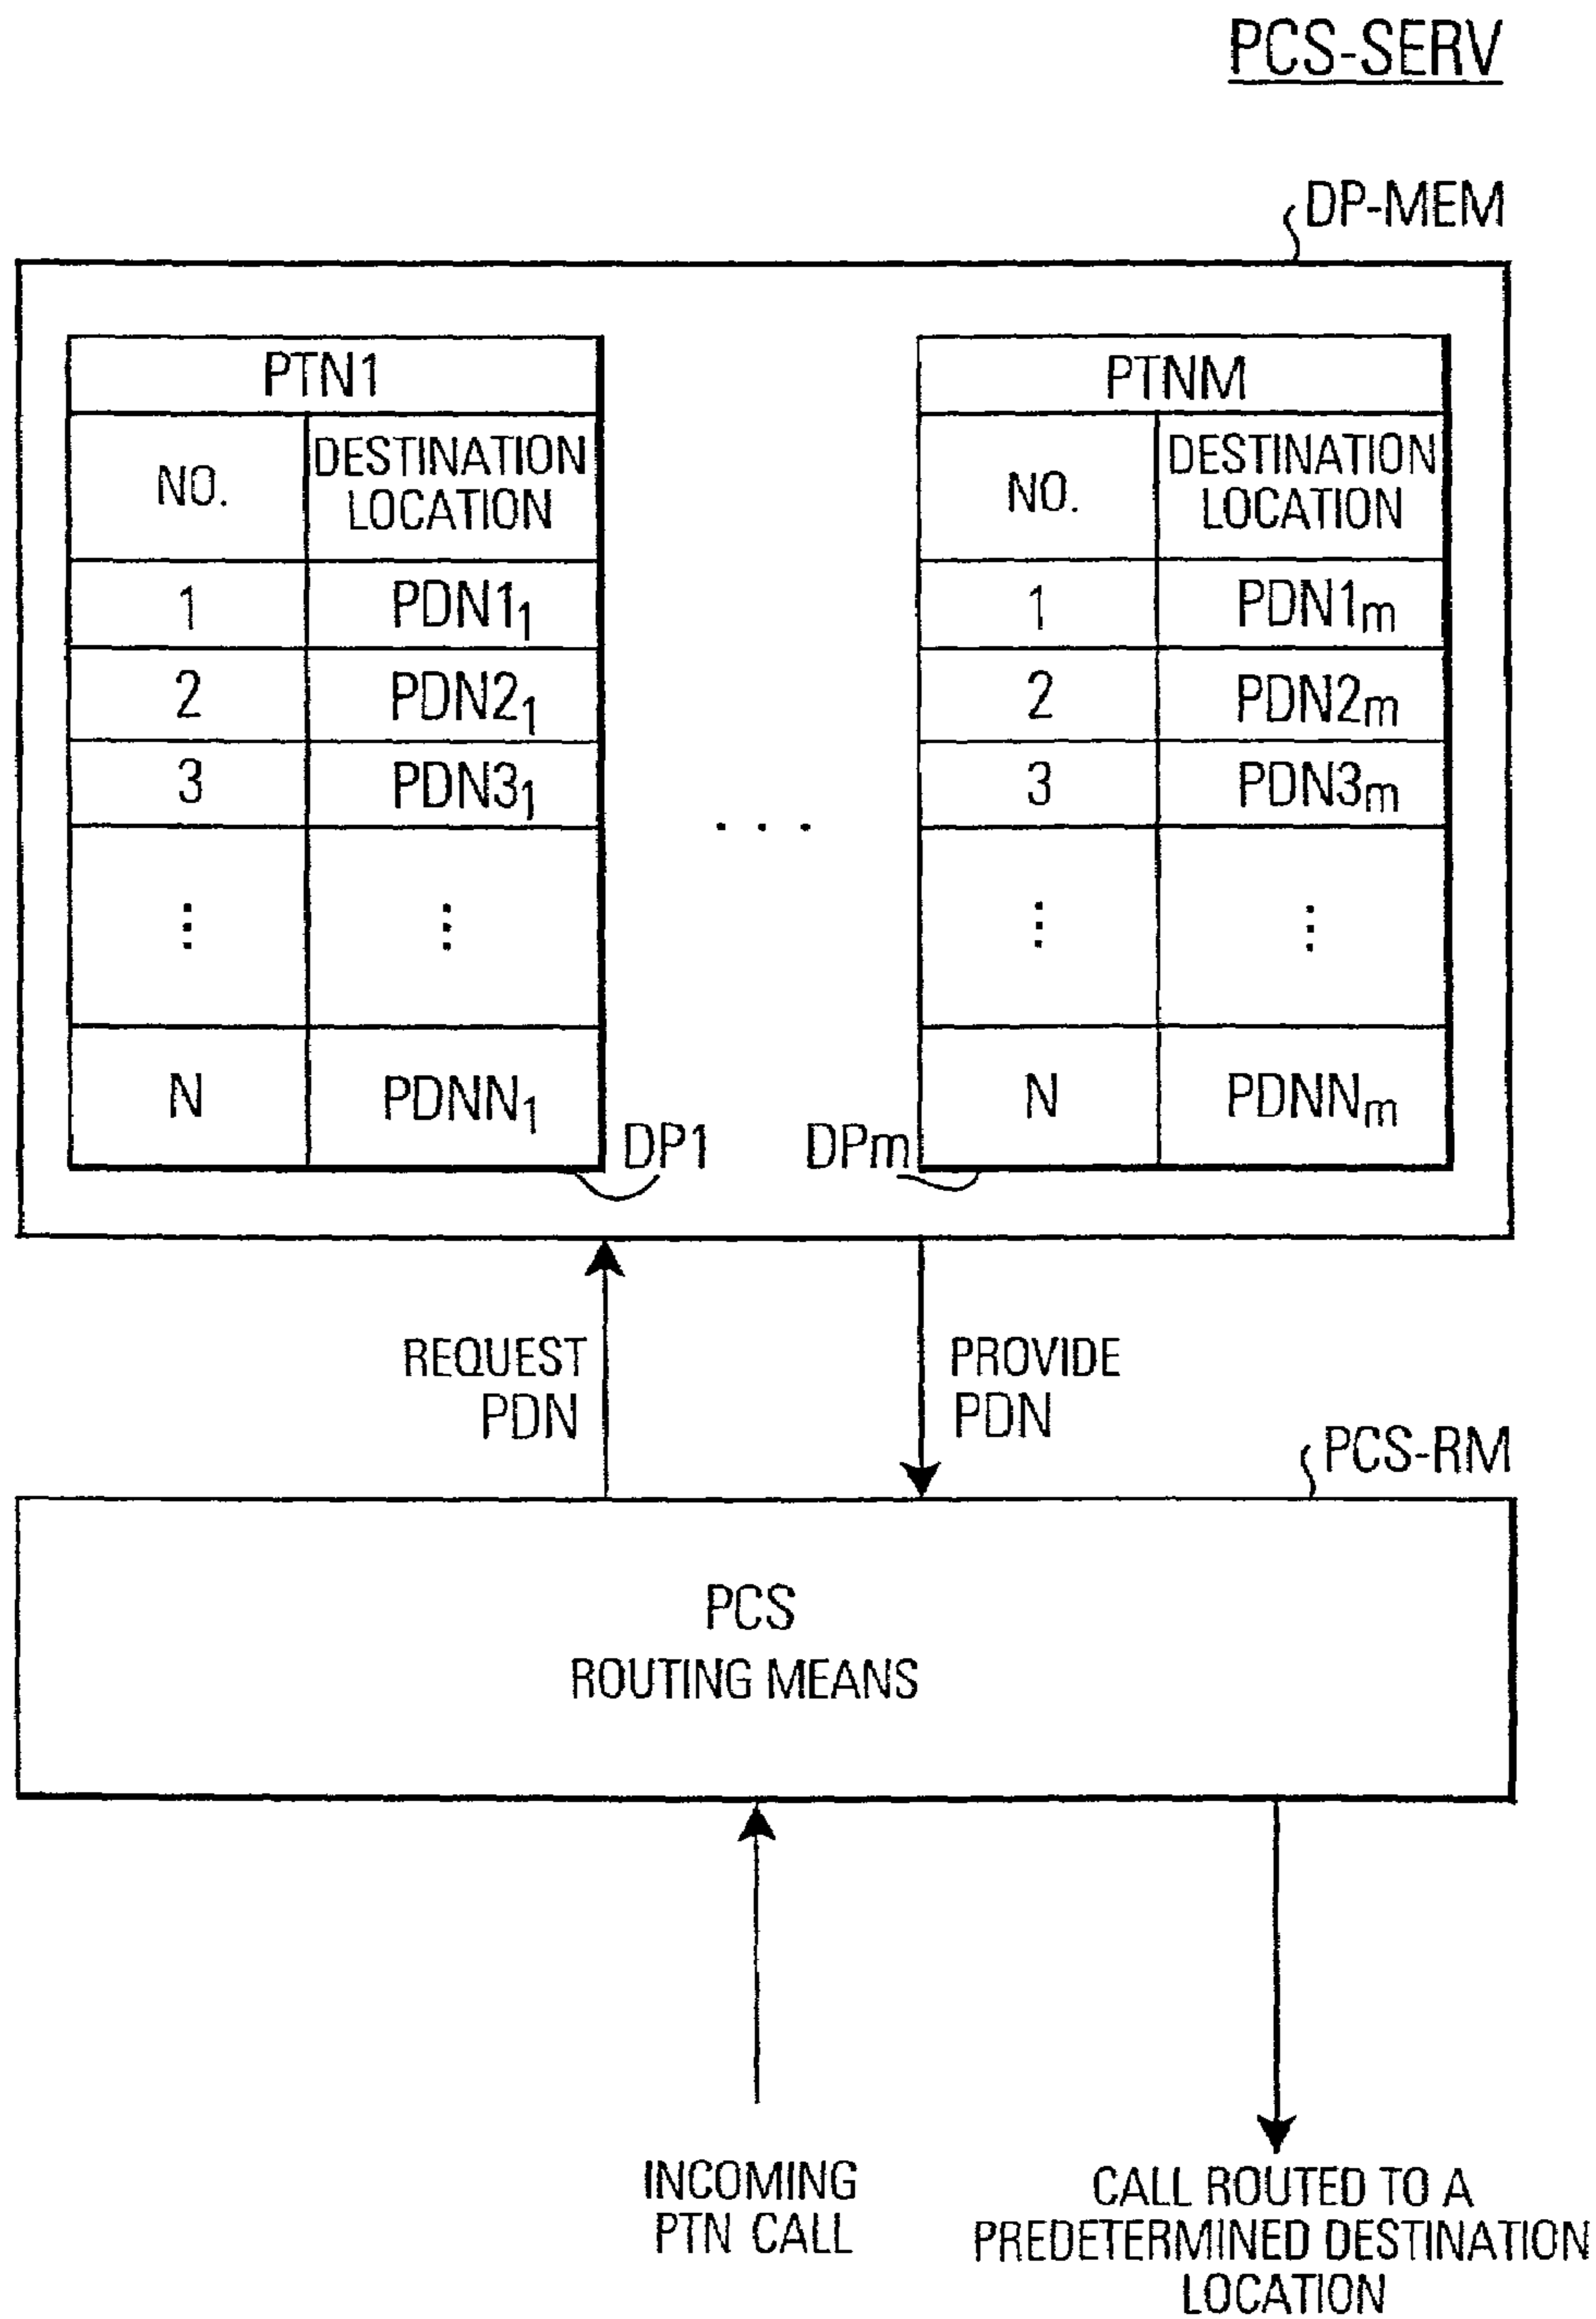 PCS-SERV
DP-MEM
PTN1
NO.
DESTINATION
LOCATION
1
PDN1₁
2
PDN2₁
3
PDN3₁
⋮
⋮
N
PDNN₁
DP1
. . .
PTNM
NO.
DESTINATION
LOCATION
1
PDN1ₘ
2
PDN2ₘ
3
PDN3ₘ
⋮
⋮
N
PDNNₘ
DPm
REQUEST
PDN
PROVIDE
PDN
PCS-RM
PCS
ROUTING MEANS
INCOMING
PTN CALL
CALL ROUTED TO A
PREDETERMINED DESTINATION
LOCATION